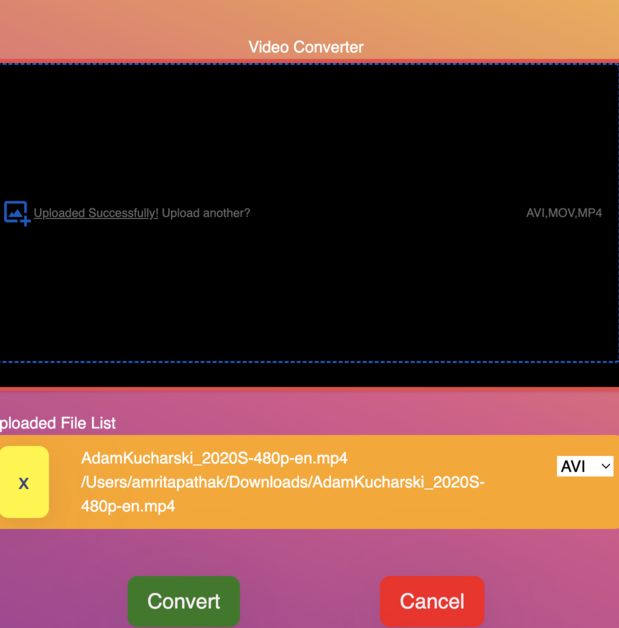 Video Converter
Uploaded Successfully! Upload another?
AVI,MOV,MP4
ploaded File List
X
AdamKucharski_2020S-480p-en.mp4
/Users/amritapathak/Downloads/AdamKucharski_2020S-
480p-en.mp4
AVI
Convert
Cancel